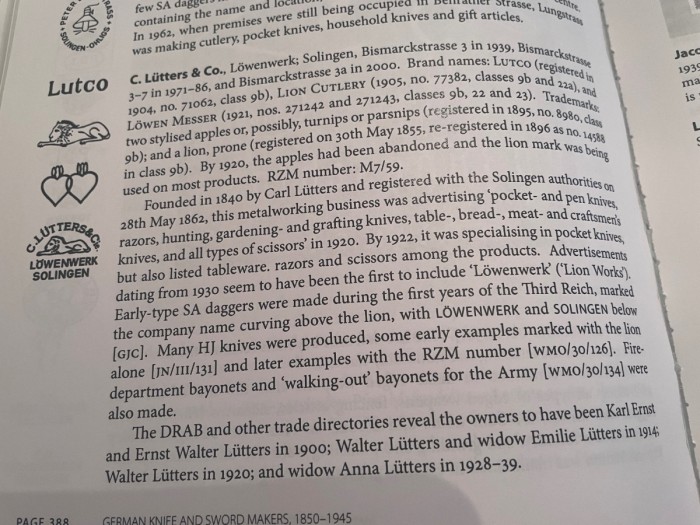 PETER
STRASS
SOLINGEN-OHLIGS
few SA daggers
containing the name and
In 1962, when premises were still being occupied in Benrather Strasse, Lungstrass
was making cutlery, pocket knives, household knives and gift articles.
Lutco
C. Lütters & Co., Löwenwerk; Solingen, Bismarckstrasse 3 in 1939, Bismarckstrasse
3–7 in 1971–86, and Bismarckstrasse 3a in 2000. Brand names: LUTCO (registered in
1904, no. 71062, class 9b), LION CUTLERY (1905, no. 77382, classes 9b and 22a), and
LÖWEN MESSER (1921, nos. 271242 and 271243, classes 9b, 22 and 23). Trademarks:
two stylised apples or, possibly, turnips or parsnips (registered in 1895, no. 8980, class
9b); and a lion, prone (registered on 30th May 1855, re-registered in 1896 as no. 14588
in class 9b). By 1920, the apples had been abandoned and the lion mark was being
used on most products. RZM number: M7/59.
Founded in 1840 by Carl Lütters and registered with the Solingen authorities on
28th May 1862, this metalworking business was advertising 'pocket- and pen knives,
razors, hunting, gardening- and grafting knives, table-, bread-, meat- and craftsmen's
knives, and all types of scissors' in 1920. By 1922, it was specialising in pocket knives,
but also listed tableware. razors and scissors among the products. Advertisements
dating from 1930 seem to have been the first to include 'Löwenwerk' ('Lion Works').
Early-type SA daggers were made during the first years of the Third Reich, marked
the company name curving above the lion, with LÖWENWERK and SOLINGEN below
[GJC]. Many HJ knives were produced, some early examples marked with the lion
alone [JN/III/131] and later examples with the RZM number [WMO/30/126]. Fire-
department bayonets and 'walking-out' bayonets for the Army [WMO/30/134] were
also made.
The DRAB and other trade directories reveal the owners to have been Karl Ernst
and Ernst Walter Lütters in 1900; Walter Lütters and widow Emilie Lütters in 1914;
Walter Lütters in 1920; and widow Anna Lütters in 1928–39.
C. LÜTTERS & CIE.
LÖWENWERK
SOLINGEN
PAGE 388
GERMAN KNIFE AND SWORD MAKERS, 1850–1945
Jacc
1939
ma
is